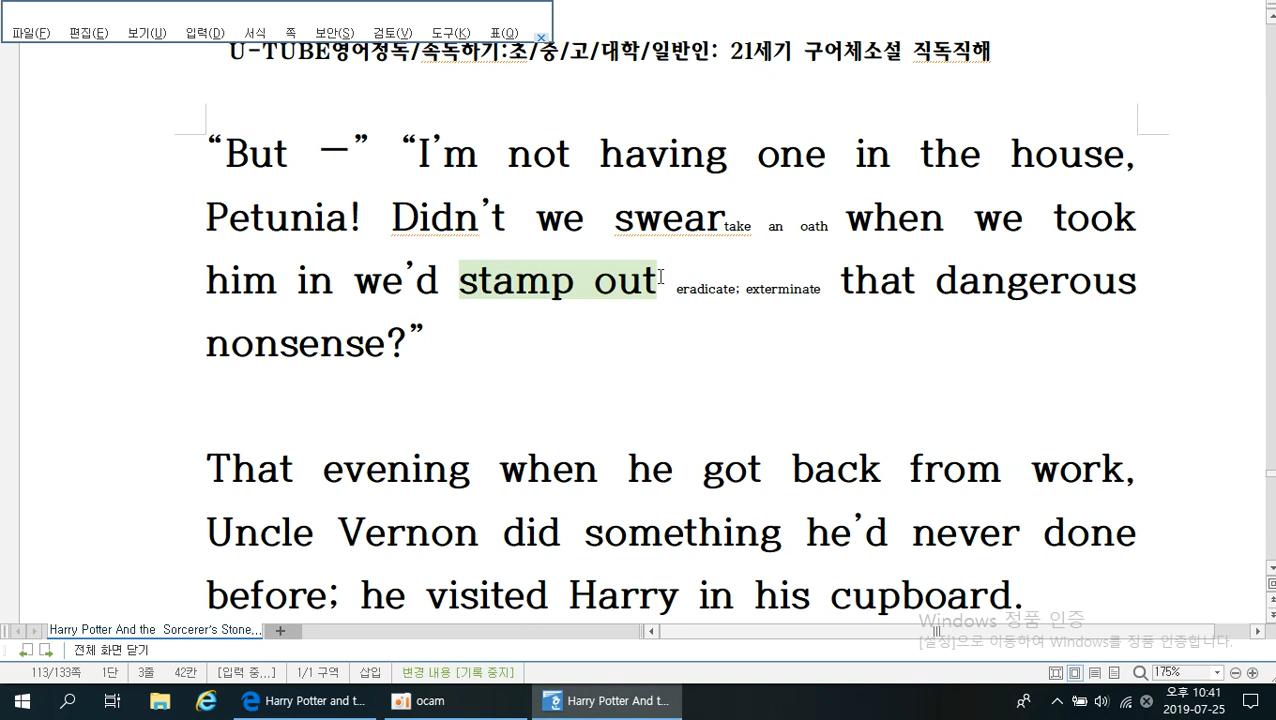 파일(F) 편집(E) 보기(U) 입력(D) 서식 쪽 보안(S) 검토(V) 도구(K) 표(Q)
U-TUBE영어정독/속독하기:초/중/고/대학/일반인: 21세기 구어체소설 직독직해
“But －” “I’m not having one in the house,
Petunia! Didn’t we swear take an oath when we took
him in we’d stamp out eradicate; exterminate that dangerous
nonsense?”
That evening when he got back from work,
Uncle Vernon did something he’d never done
before; he visited Harry in his cupboard.
Windows 정품 인증
[설정]으로 이동하여 Windows를 정품 인증합니다.
Harry Potter And the Sorcerer's Stone...
전체 화면 닫기
113/133쪽 1단 3줄 42칸 [입력 중...] 1/1 구역 삽입 변경 내용 [기록 중지] 175%
Harry Potter and t... ocam Harry Potter And t... 오후 10:41
2019-07-25